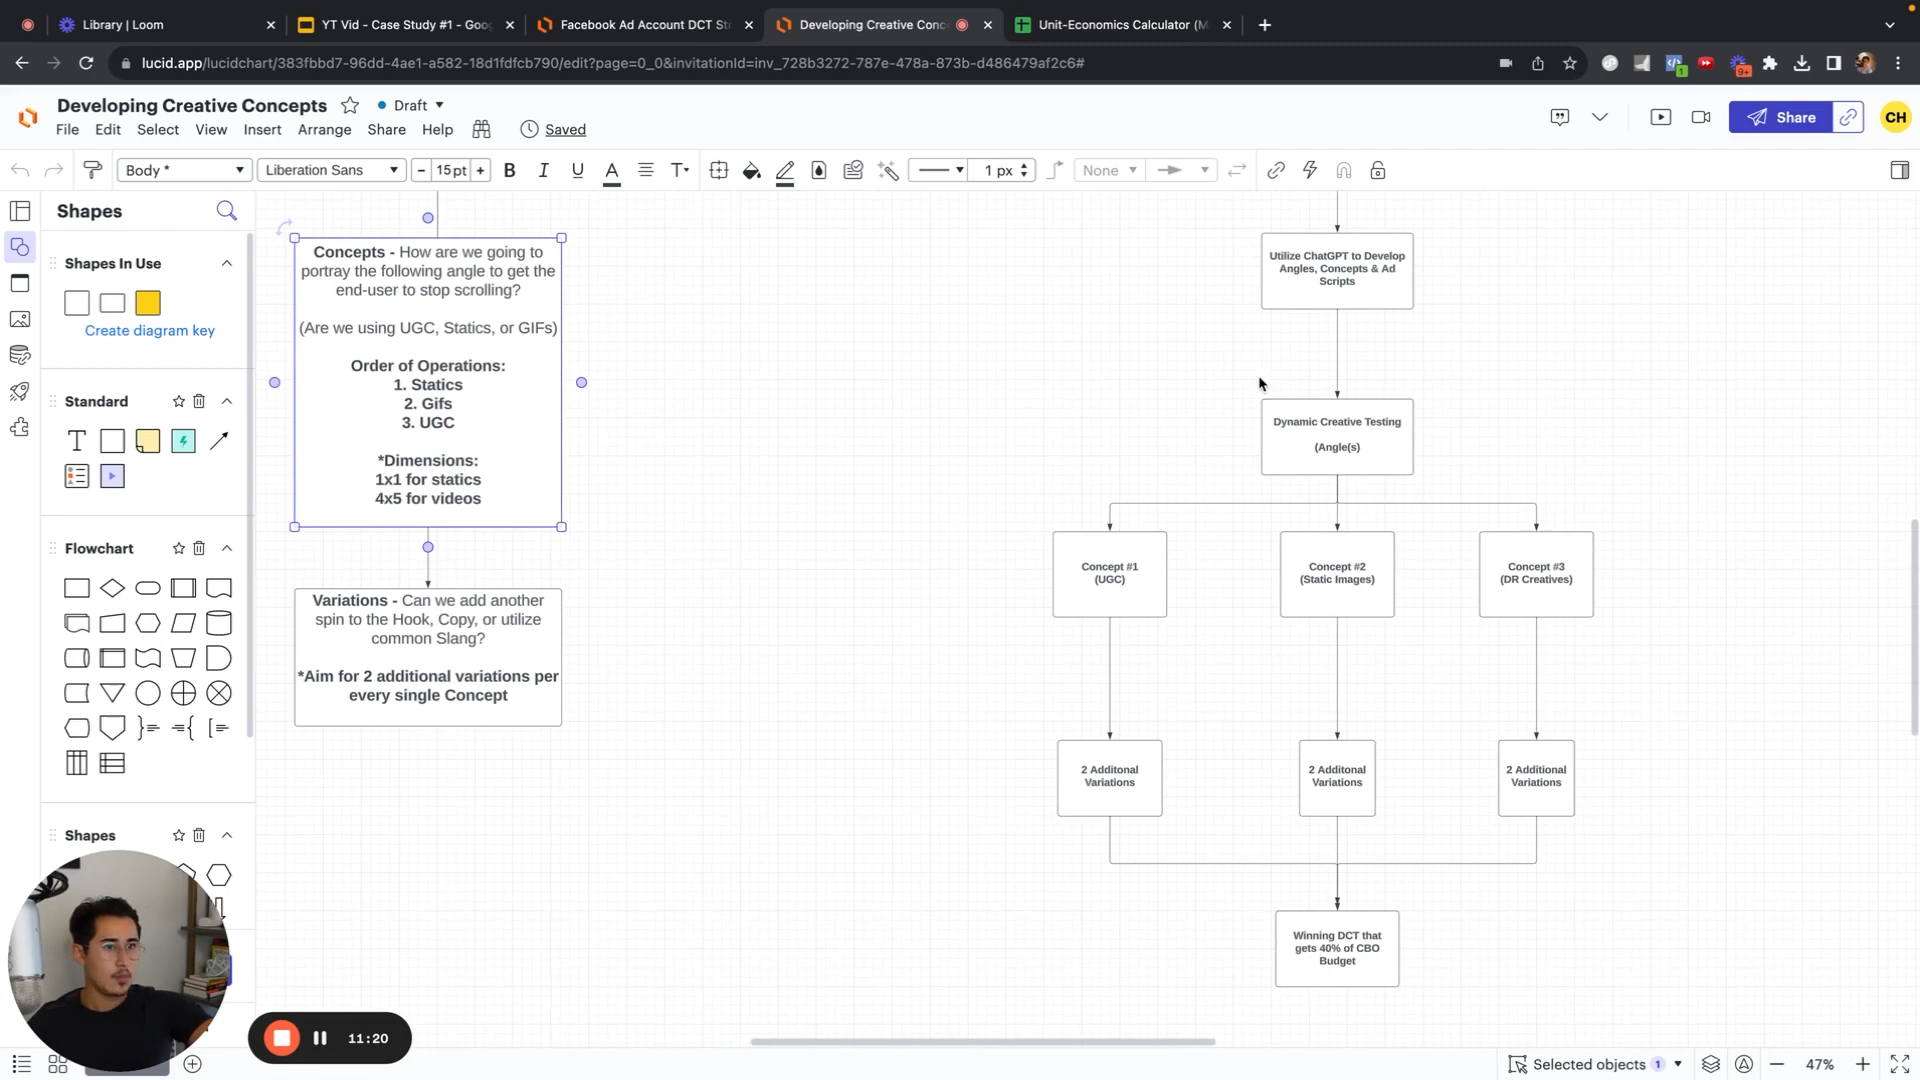 Library | Loom
YT Vid - Case Study #1 - Goog
Facebook Ad Account DCT St
Developing Creative Conc
Unit-Economics Calculator (M
lucid.app/lucidchart/383fbbd7-96dd-4ae1-a582-18d1fdfcb790/edit?page=0_0&invitationId=inv_728b3272-787e-478a-873b-d486479af2c6#
1
9+
Developing Creative Concepts
Draft
File Edit Select View Insert Arrange Share Help
Saved
Share
CH
Body *
Liberation Sans
- 15 pt +
B I U A T
1 px
None
Shapes
Shapes In Use
Create diagram key
Standard
T
Flowchart
Shapes
Concepts - How are we going to
portray the following angle to get the
end-user to stop scrolling?
(Are we using UGC, Statics, or GIFs)
Order of Operations:
1. Statics
2. Gifs
3. UGC
*Dimensions:
1x1 for statics
4x5 for videos
Variations - Can we add another
spin to the Hook, Copy, or utilize
common Slang?
*Aim for 2 additional variations per
every single Concept
Utilize ChatGPT to Develop
Angles, Concepts & Ad
Scripts
Dynamic Creative Testing
(Angle(s)
Concept #1
(UGC)
Concept #2
(Static Images)
Concept #3
(DR Creatives)
2 Additonal
Variations
2 Additonal
Variations
2 Additonal
Variations
Winning DCT that
gets 40% of CBO
Budget
11:20
Selected objects 1
47%